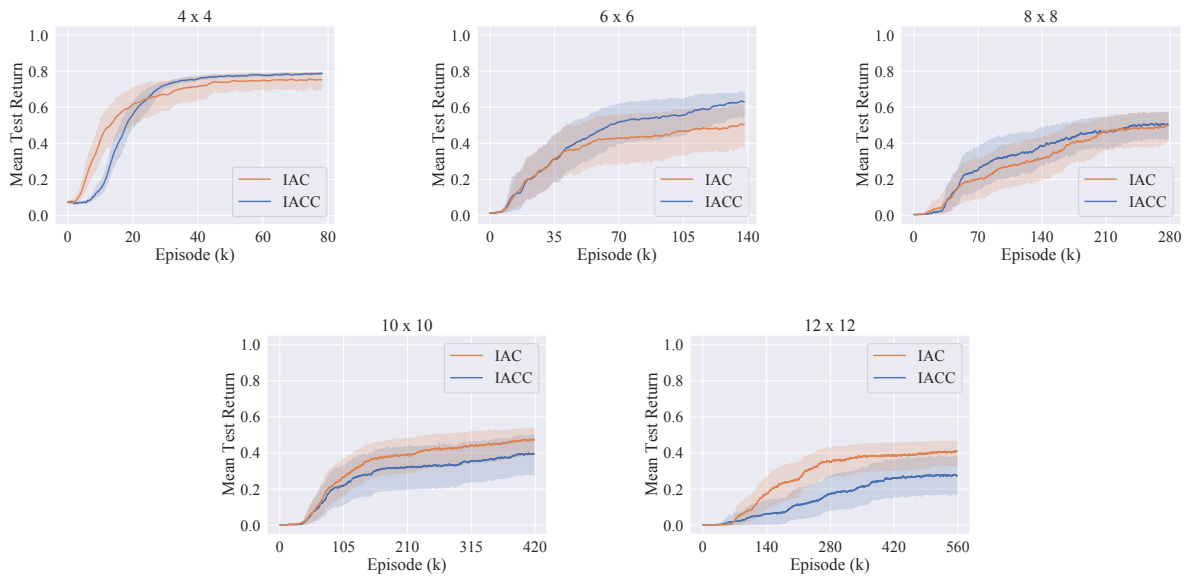 4 x 4
1.0
0.8
0.6
0.4
0.2
0.0
Mean Test Return
IAC
IACC
0 20 40 60 80
Episode (k)
6 x 6
1.0
0.8
0.6
0.4
0.2
0.0
Mean Test Return
IAC
IACC
0 35 70 105 140
Episode (k)
8 x 8
1.0
0.8
0.6
0.4
0.2
0.0
Mean Test Return
IAC
IACC
0 70 140 210 280
Episode (k)
10 x 10
1.0
0.8
0.6
0.4
0.2
0.0
Mean Test Return
IAC
IACC
0 105 210 315 420
Episode (k)
12 x 12
1.0
0.8
0.6
0.4
0.2
0.0
Mean Test Return
IAC
IACC
0 140 280 420 560
Episode (k)